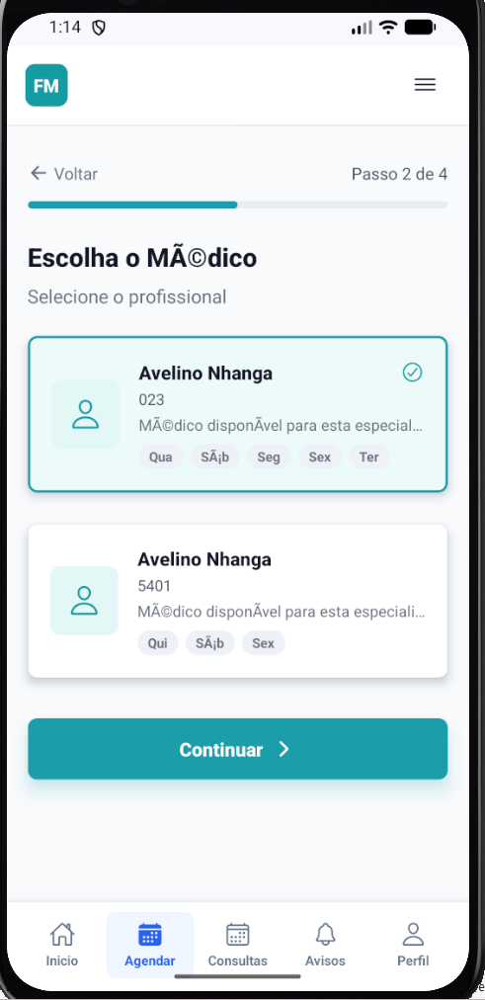 1:14
FM
Voltar
Passo 2 de 4
Escolha o MÃ©dico
Selecione o profissional
Avelino Nhanga
023
MÃ©dico disponÃvel para esta especial...
Qua SÃ¡b Seg Sex Ter
Avelino Nhanga
5401
MÃ©dico disponÃvel para esta especiali...
Qui SÃ¡b Sex
Continuar
Inicio Agendar Consultas Avisos Perfil